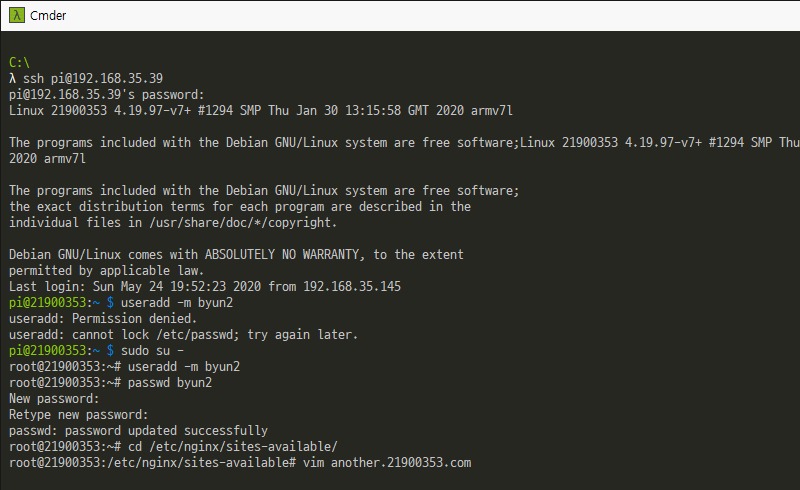 λ Cmder
C:\
λ ssh pi@192.168.35.39
pi@192.168.35.39's password:
Linux 21900353 4.19.97-v7+ #1294 SMP Thu Jan 30 13:15:58 GMT 2020 armv7l
The programs included with the Debian GNU/Linux system are free software;Linux 21900353 4.19.97-v7+ #1294 SMP Thu
2020 armv7l
The programs included with the Debian GNU/Linux system are free software;
the exact distribution terms for each program are described in the
individual files in /usr/share/doc/*/copyright.
Debian GNU/Linux comes with ABSOLUTELY NO WARRANTY, to the extent
permitted by applicable law.
Last login: Sun May 24 19:52:23 2020 from 192.168.35.145
pi@21900353:~ $ useradd -m byun2
useradd: Permission denied.
useradd: cannot lock /etc/passwd; try again later.
pi@21900353:~ $ sudo su -
root@21900353:~# useradd -m byun2
root@21900353:~# passwd byun2
New password:
Retype new password:
passwd: password updated successfully
root@21900353:~# cd /etc/nginx/sites-available/
root@21900353:/etc/nginx/sites-available# vim another.21900353.com